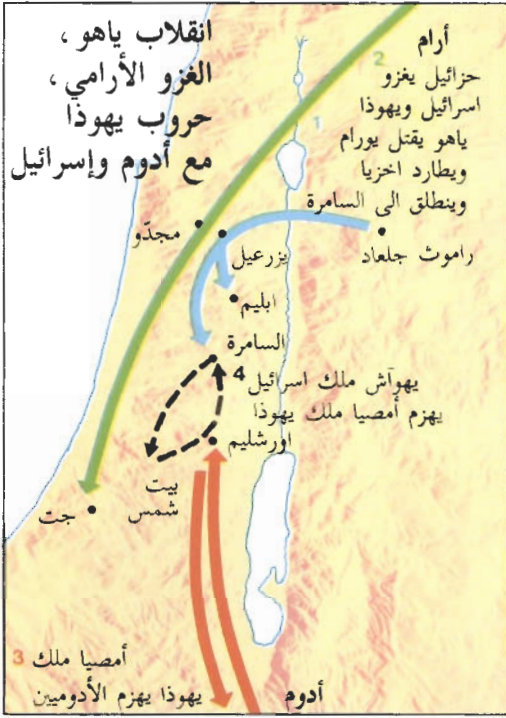 انقلاب ياهو ،
الغزو الأرامي ،
حروب يهوذا
مع أدوم وإسرائيل
أرام
2
حزائيل يغزو
اسرائيل ويهوذا
1
ياهو يقتل يورام
ويطارد اخزيا
وينطلق الى السامرة
راموث جلعاد
مجدّو
يزرعيل
ابليم
السامرة
4
يهوآش ملك اسرائيل
يهزم أمصيا ملك يهوذا
اورشليم
بيت
شمس
جت
3
أمصيا ملك
يهوذا يهزم الأدوميين
أدوم